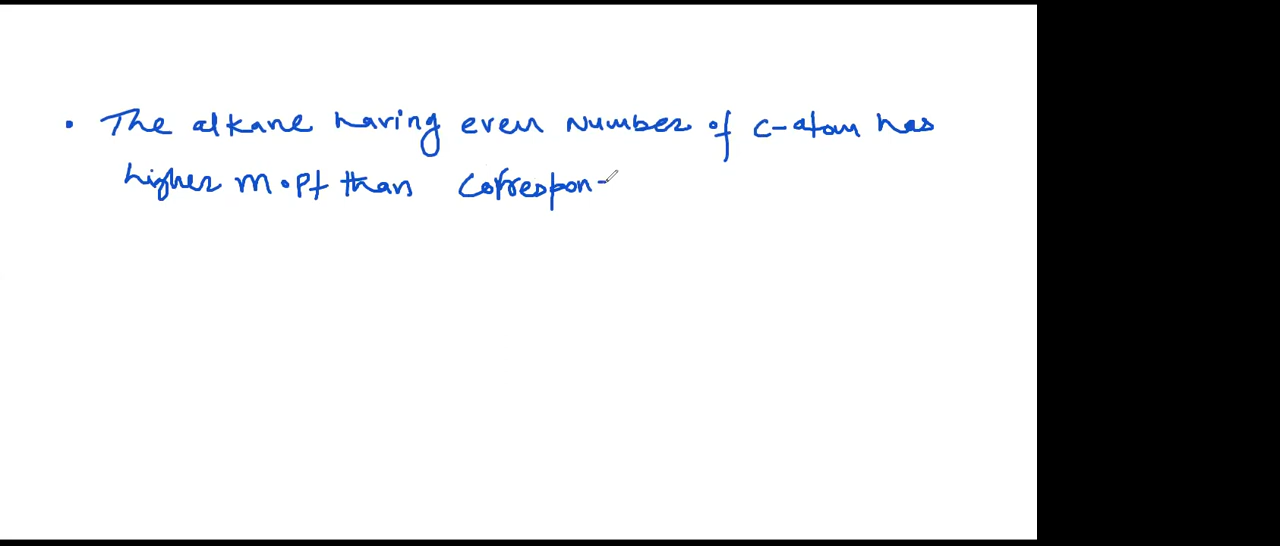 • The alkane having even number of c-atom has
higher m.pt than correspon-